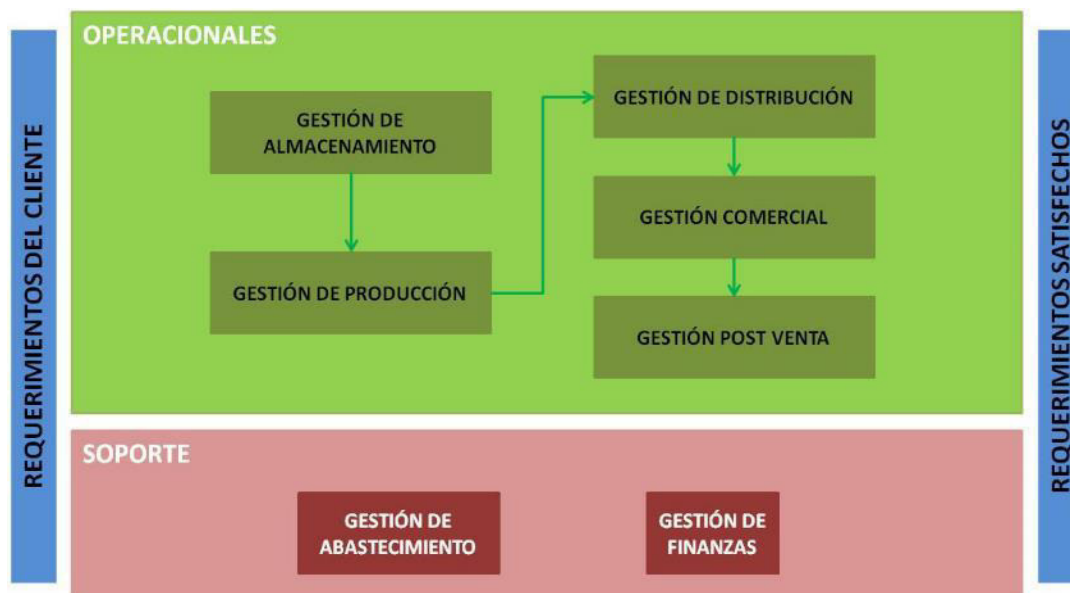 REQUERIMIENTOS DEL CLIENTE
OPERACIONALES
GESTIÓN DE
ALMACENAMIENTO
GESTIÓN DE PRODUCCIÓN
GESTIÓN DE DISTRIBUCIÓN
GESTIÓN COMERCIAL
GESTIÓN POST VENTA
SOPORTE
GESTIÓN DE
ABASTECIMIENTO
GESTIÓN DE
FINANZAS
REQUERIMIENTOS SATISFECHOS